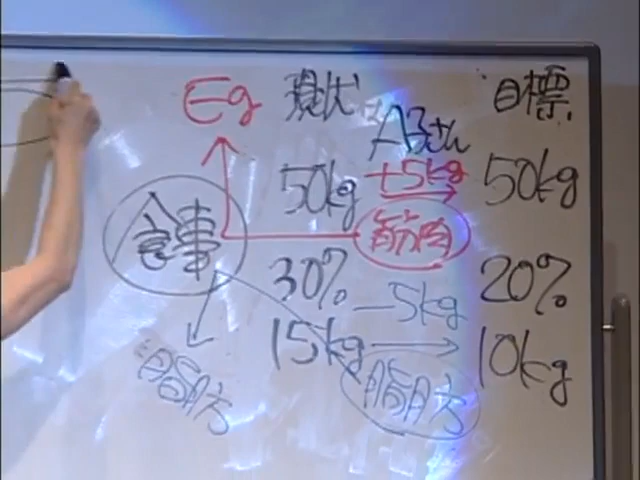 Eg 現状 Aさん 目標
50kg +5kg 50kg
食事 筋肉
30% 20%
-5kg
15kg 10kg
脂肪 脂肪